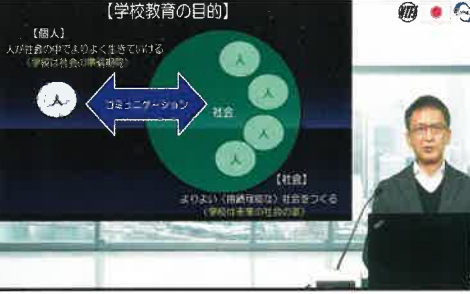 【学校教育の目的】
【個人】
人が社会の中でよりよく生きていける
(学校は社会の準備期間)
人
コミュニケーション
社会
人
人
人
人
【社会】
よりよい(持続可能な)社会をつくる
(学校は未来の社会の姿)